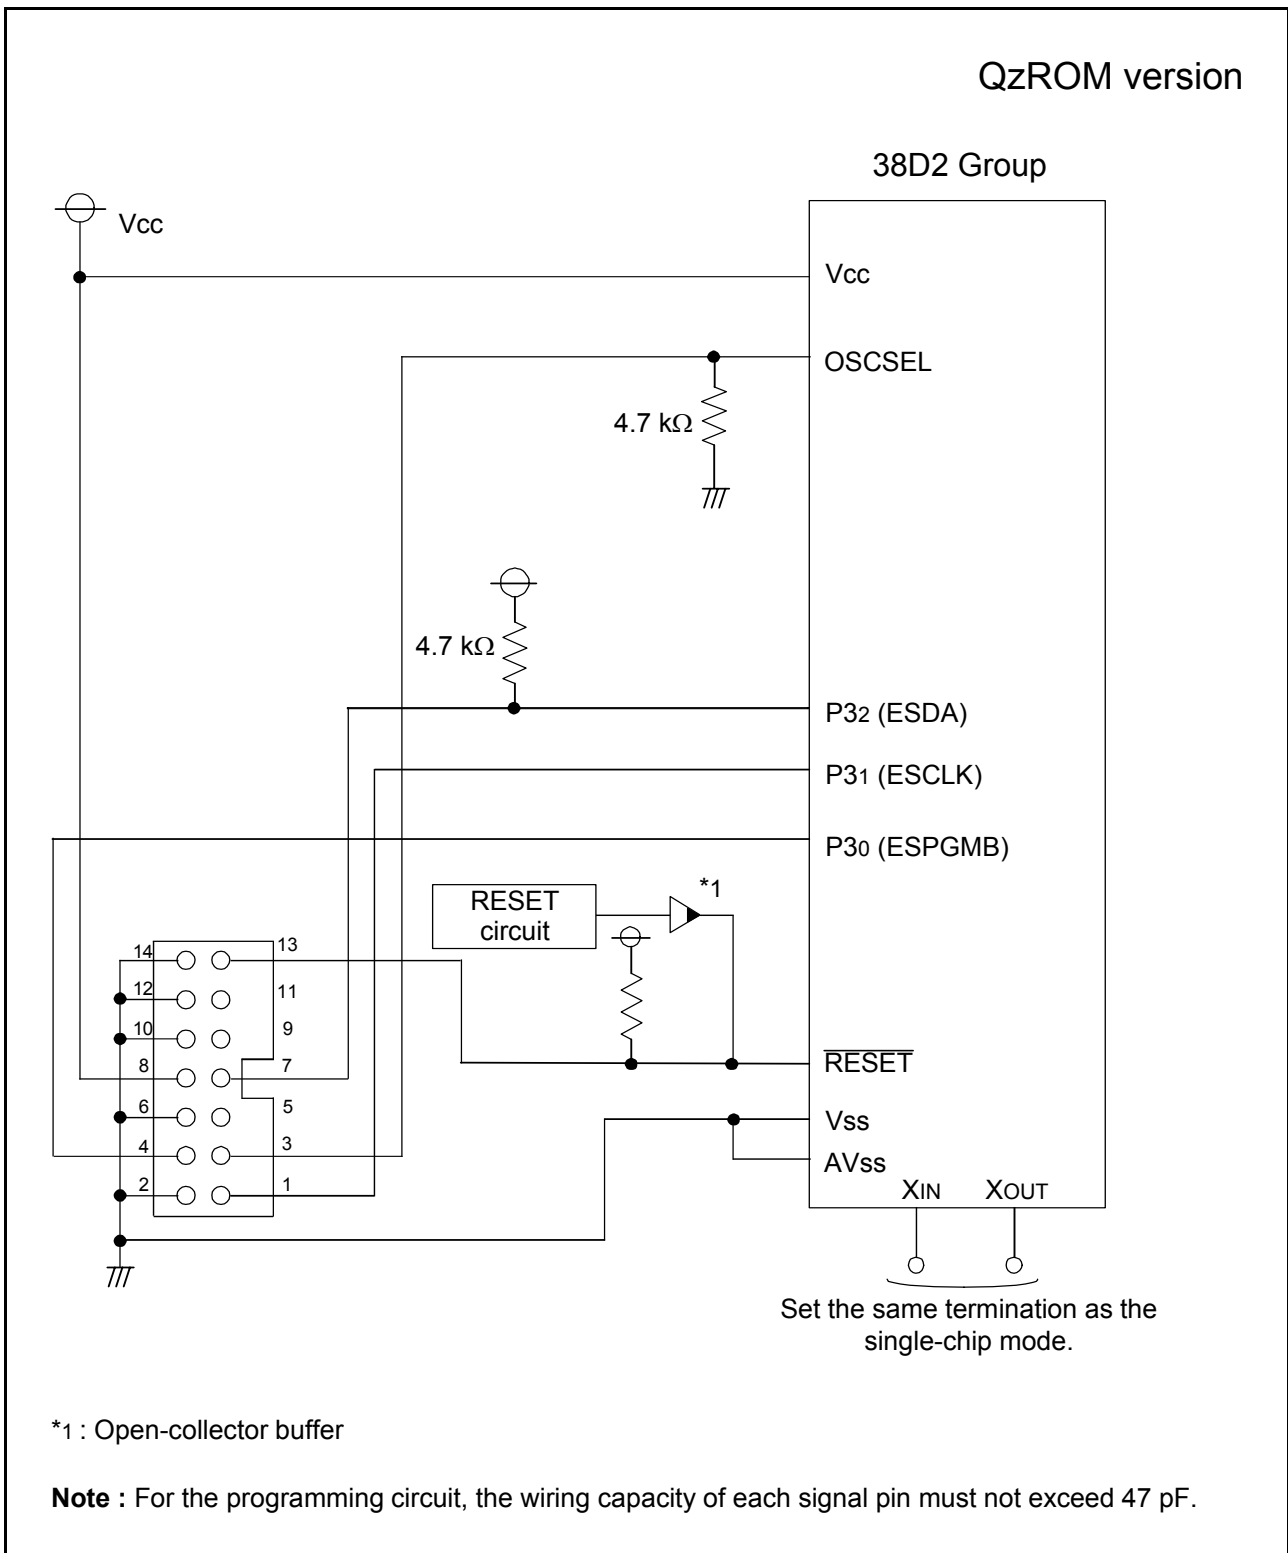 QzROM version
38D2 Group
Vcc
Vcc
OSCSEL
4.7 kΩ
4.7 kΩ
P32 (ESDA)
P31 (ESCLK)
P30 (ESPGMB)
*1
RESET
circuit
14
13
12
11
10
9
8
7
6
5
4
3
2
1
RESET
Vss
AVss
XIN
XOUT
Set the same termination as the
single-chip mode.
*1 : Open-collector buffer
Note : For the programming circuit, the wiring capacity of each signal pin must not exceed 47 pF.